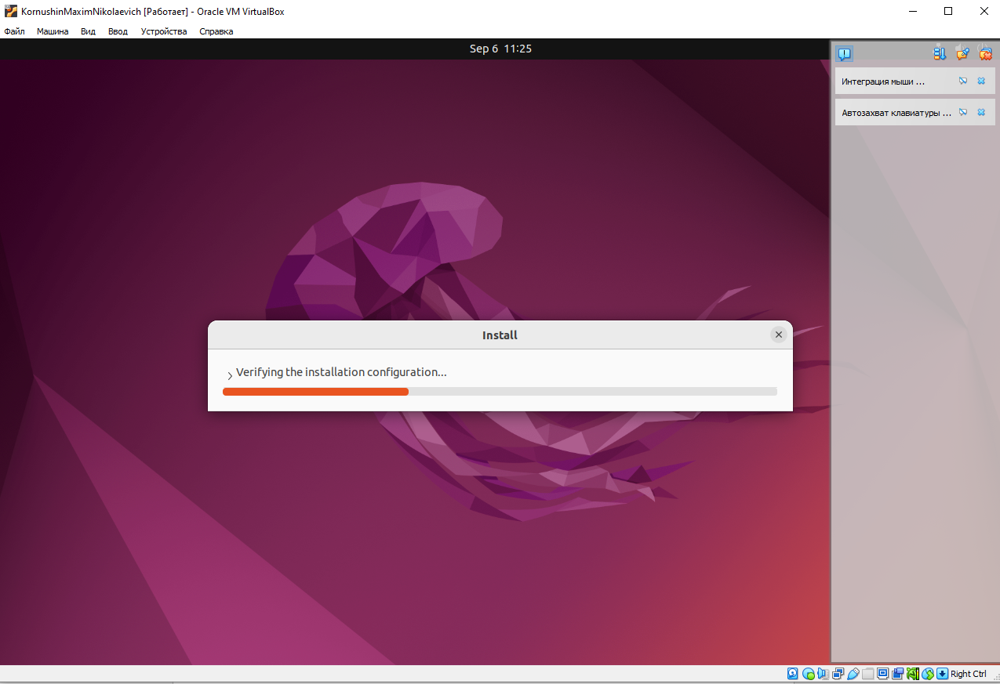 KornushinMaximNikolaevich [Работает] - Oracle VM VirtualBox
Файл Машина Вид Ввод Устройства Справка
Sep 6 11:25
Интеграция мыши ...
Автозахват клавиатуры ...
Install
Verifying the installation configuration...
Right Ctrl